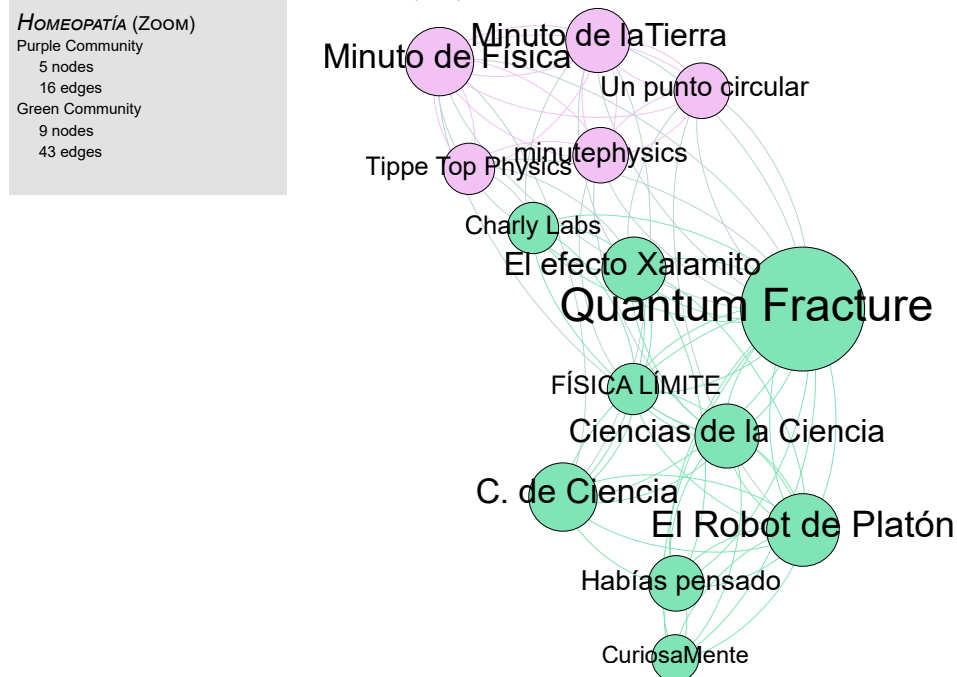 HOMEOPATÍA (ZOOM)
Purple Community
5 nodes
16 edges
Green Community
9 nodes
43 edges
Minuto de laTierra
Minuto de Física
Un punto circular
minutephysics
Tippe Top Physics
Charly Labs
El efecto Xalamito
Quantum Fracture
FÍSICA LÍMITE
Ciencias de la Ciencia
C. de Ciencia
El Robot de Platón
Habías pensado
CuriosaMente